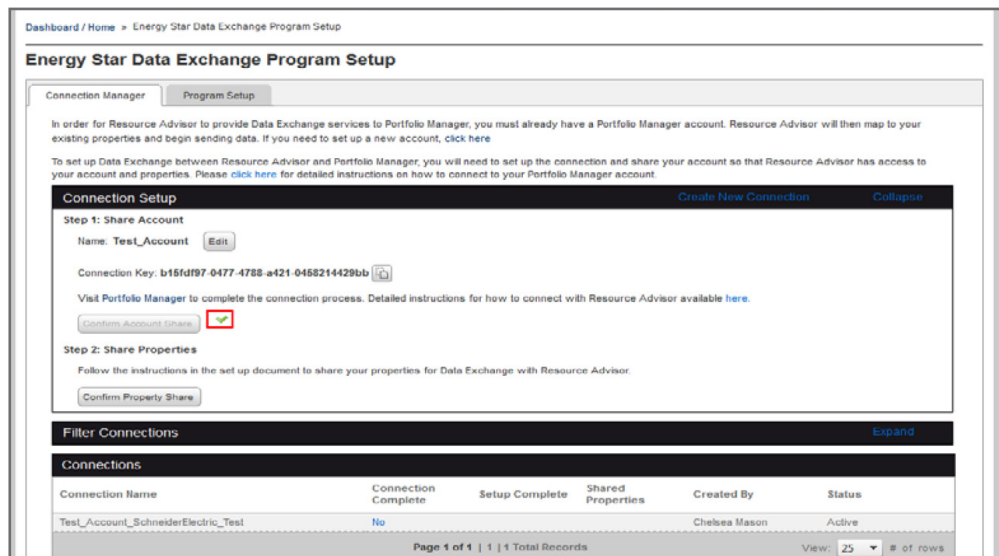 Dashboard / Home » Energy Star Data Exchange Program Setup
Energy Star Data Exchange Program Setup
Connection Manager Program Setup
In order for Resource Advisor to provide Data Exchange services to Portfolio Manager, you must already have a Portfolio Manager account. Resource Advisor will then map to your
existing properties and begin sending data. If you need to set up a new account, click here
To set up Data Exchange between Resource Advisor and Portfolio Manager, you will need to set up the connection and share your account so that Resource Advisor has access to
your account and properties. Please click here for detailed instructions on how to connect to your Portfolio Manager account.
Connection Setup Create New Connection Collapse
Step 1: Share Account
Name: Test_Account Edit
Connection Key: b15fdf97-0477-4788-a421-0458214429bb
Visit Portfolio Manager to complete the connection process. Detailed instructions for how to connect with Resource Advisor available here.
Confirm Account Share
Step 2: Share Properties
Follow the instructions in the set up document to share your properties for Data Exchange with Resource Advisor.
Confirm Property Share
Filter Connections Expand
Connections
Connection Name Connection Complete Setup Complete Shared Properties Created By Status
Test_Account_SchneiderElectric_Test No Chelsea Mason Active
Page 1 of 1 | 1 | 1 Total Records View: 25 # of rows